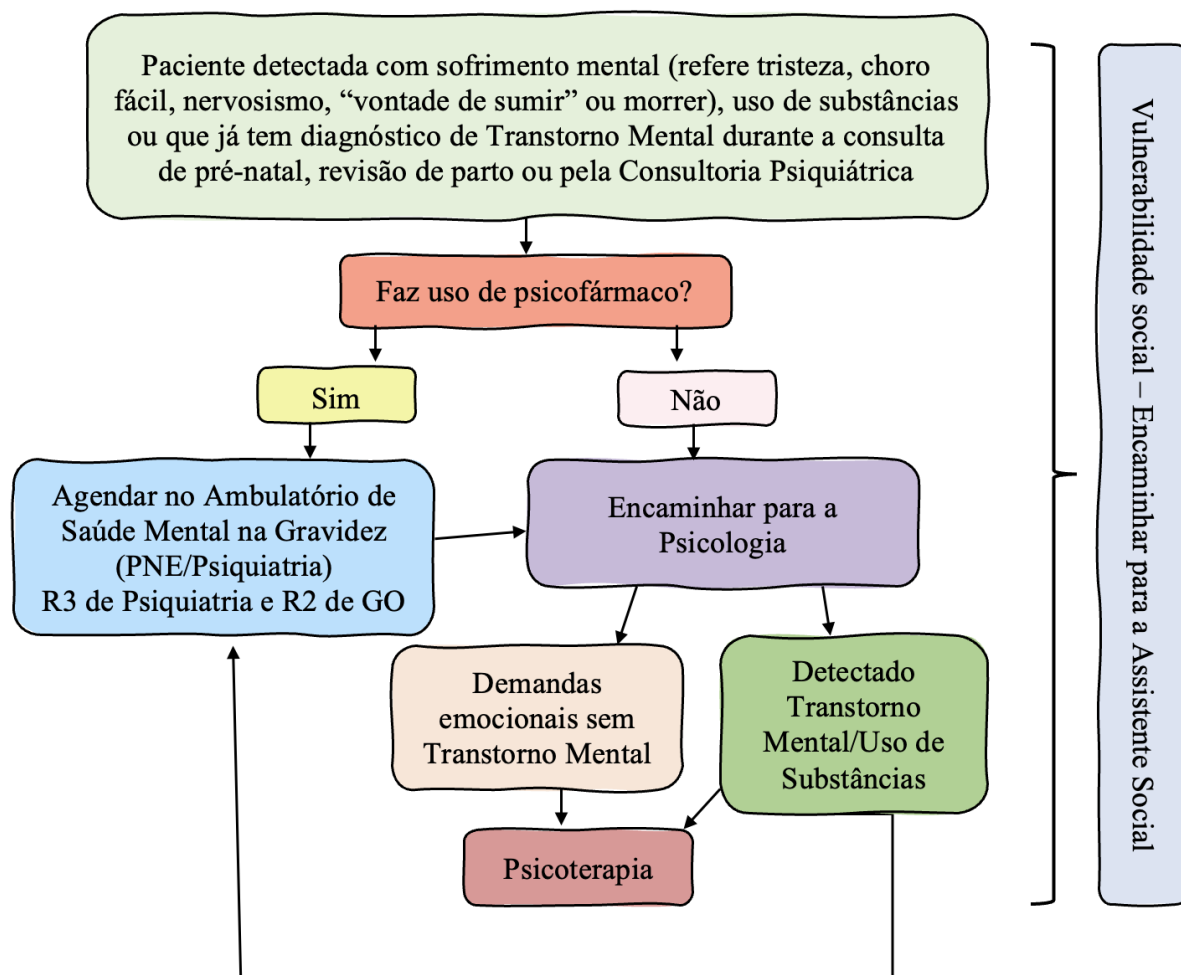 Paciente detectada com sofrimento mental (refere tristeza, choro
fácil, nervosismo, “vontade de sumir” ou morrer), uso de substâncias
ou que já tem diagnóstico de Transtorno Mental durante a consulta
de pré-natal, revisão de parto ou pela Consultoria Psiquiátrica
Faz uso de psicofármaco?
Sim
Não
Agendar no Ambulatório de
Saúde Mental na Gravidez
(PNE/Psiquiatria)
R3 de Psiquiatria e R2 de GO
Encaminhar para a
Psicologia
Demandas
emocionais sem
Transtorno Mental
Detectado
Transtorno
Mental/Uso de
Substâncias
Psicoterapia
Vulnerabilidade social – Encaminhar para a Assistente Social